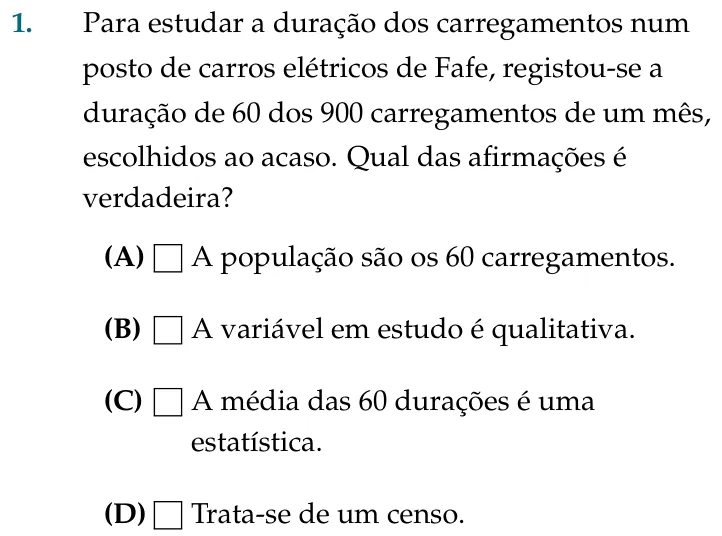 1. Para estudar a duração dos carregamentos num
posto de carros elétricos de Fafe, registou-se a
duração de 60 dos 900 carregamentos de um mês,
escolhidos ao acaso. Qual das afirmações é
verdadeira?
(A) □ A população são os 60 carregamentos.
(B) □ A variável em estudo é qualitativa.
(C) □ A média das 60 durações é uma
estatística.
(D) □ Trata-se de um censo.